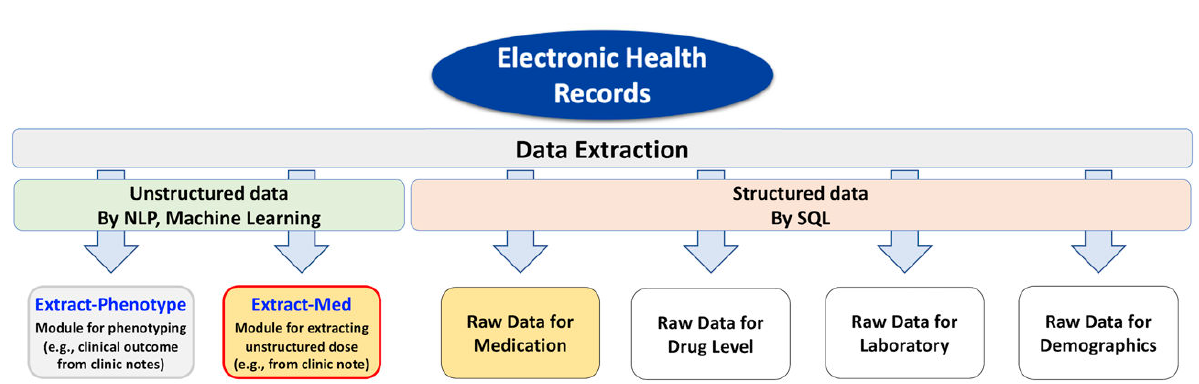 Electronic Health
Records
Data Extraction
Unstructured data
By NLP, Machine Learning
Structured data
By SQL
Extract-Phenotype
Module for phenotyping
(e.g., clinical outcome
from clinic notes)
Extract-Med
Module for extracting
unstructured dose
(e.g., from clinic note)
Raw Data for
Medication
Raw Data for
Drug Level
Raw Data for
Laboratory
Raw Data for
Demographics